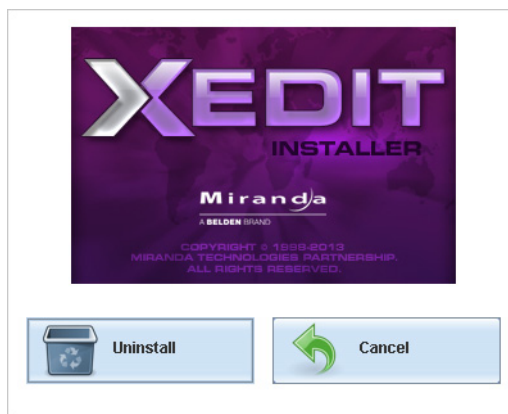 XEDIT
INSTALLER
Miranda
A BELDEN BRAND
COPYRIGHT © 1998-2013
MIRANDA TECHNOLOGIES PARTNERSHIP.
ALL RIGHTS RESERVED.
Uninstall
Cancel